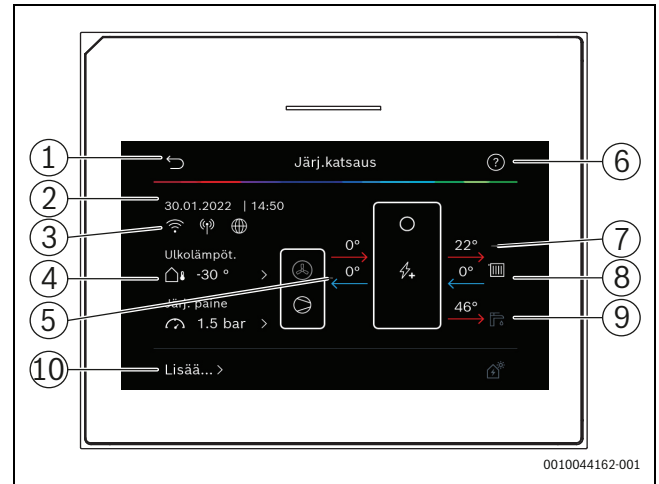 1
Järj.katsaus
?
6
2
30.01.2022 | 14:50
3
Ulkolämpöt.
4
-30 ° >
0°
0°
22°
0°
46°
7
8
9
5
Järj. paine
1.5 bar >
10
Lisää... >
0010044162-001